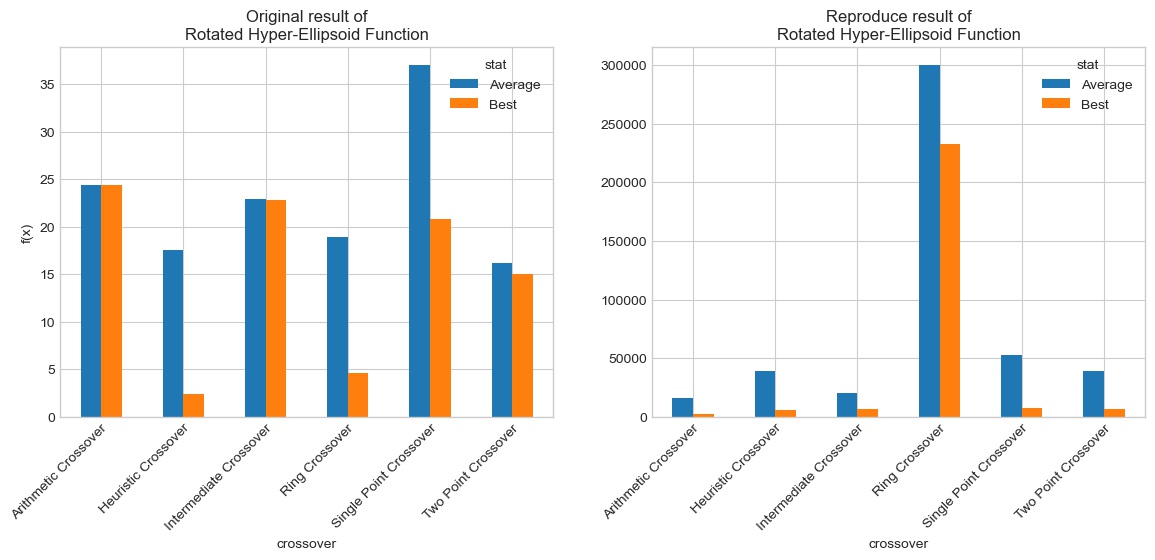 Original result of
Rotated Hyper-Ellipsoid Function
stat
Average
Best
35
30
25
20
15
10
5
0
f(x)
Arithmetic Crossover
Heuristic Crossover
Intermediate Crossover
Ring Crossover
Single Point Crossover
Two Point Crossover
crossover
Reproduce result of
Rotated Hyper-Ellipsoid Function
stat
Average
Best
300000
250000
200000
150000
100000
50000
0
Arithmetic Crossover
Heuristic Crossover
Intermediate Crossover
Ring Crossover
Single Point Crossover
Two Point Crossover
crossover